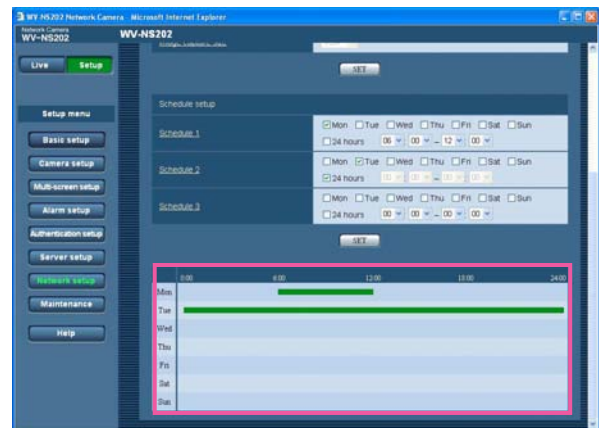 WV-NS202 Network Camera - Microsoft Internet Explorer
Network Camera
WV-NS202
WV-NS202
Live
Setup
SET
Setup menu
Basic setup
Camera setup
Multi-screen setup
Alarm setup
Authentication setup
Server setup
Network setup
Maintenance
Help
Schedule setup
Schedule 1
Mon Tue Wed Thu Fri Sat Sun
24 hours 06 : 00 - 12 : 00
Schedule 2
Mon Tue Wed Thu Fri Sat Sun
24 hours 00 : 00 - 00 : 00
Schedule 3
Mon Tue Wed Thu Fri Sat Sun
24 hours 00 : 00 - 00 : 00
SET
0:00 6:00 12:00 18:00 24:00
Mon
Tue
Wed
Thu
Fri
Sat
Sun